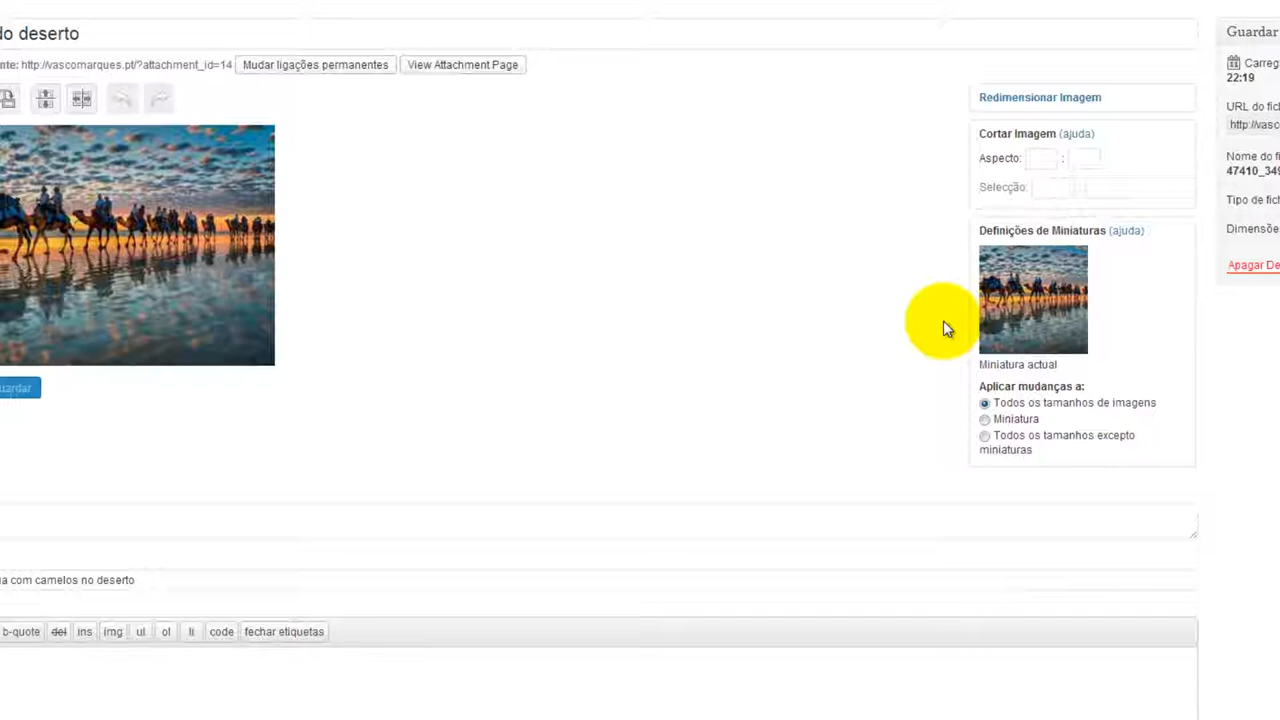 do deserto
Guardar
nte: http://vascomarques.pt/?attachment_id=14 Mudar ligações permanentes View Attachment Page
Carreg
22:19
Redimensionar Imagem
URL do fich
http://vasc
Cortar Imagem (ajuda)
Aspecto: :
Nome do fi
47410_349
Selecção:
Tipo de fich
Definições de Miniaturas (ajuda)
Dimensõe
Apagar De
Miniatura actual
Aplicar mudanças a:
Todos os tamanhos de imagens
Miniatura
Todos os tamanhos excepto
miniaturas
uardar
ua com camelos no deserto
b-quote del ins img ul ol li code fechar etiquetas